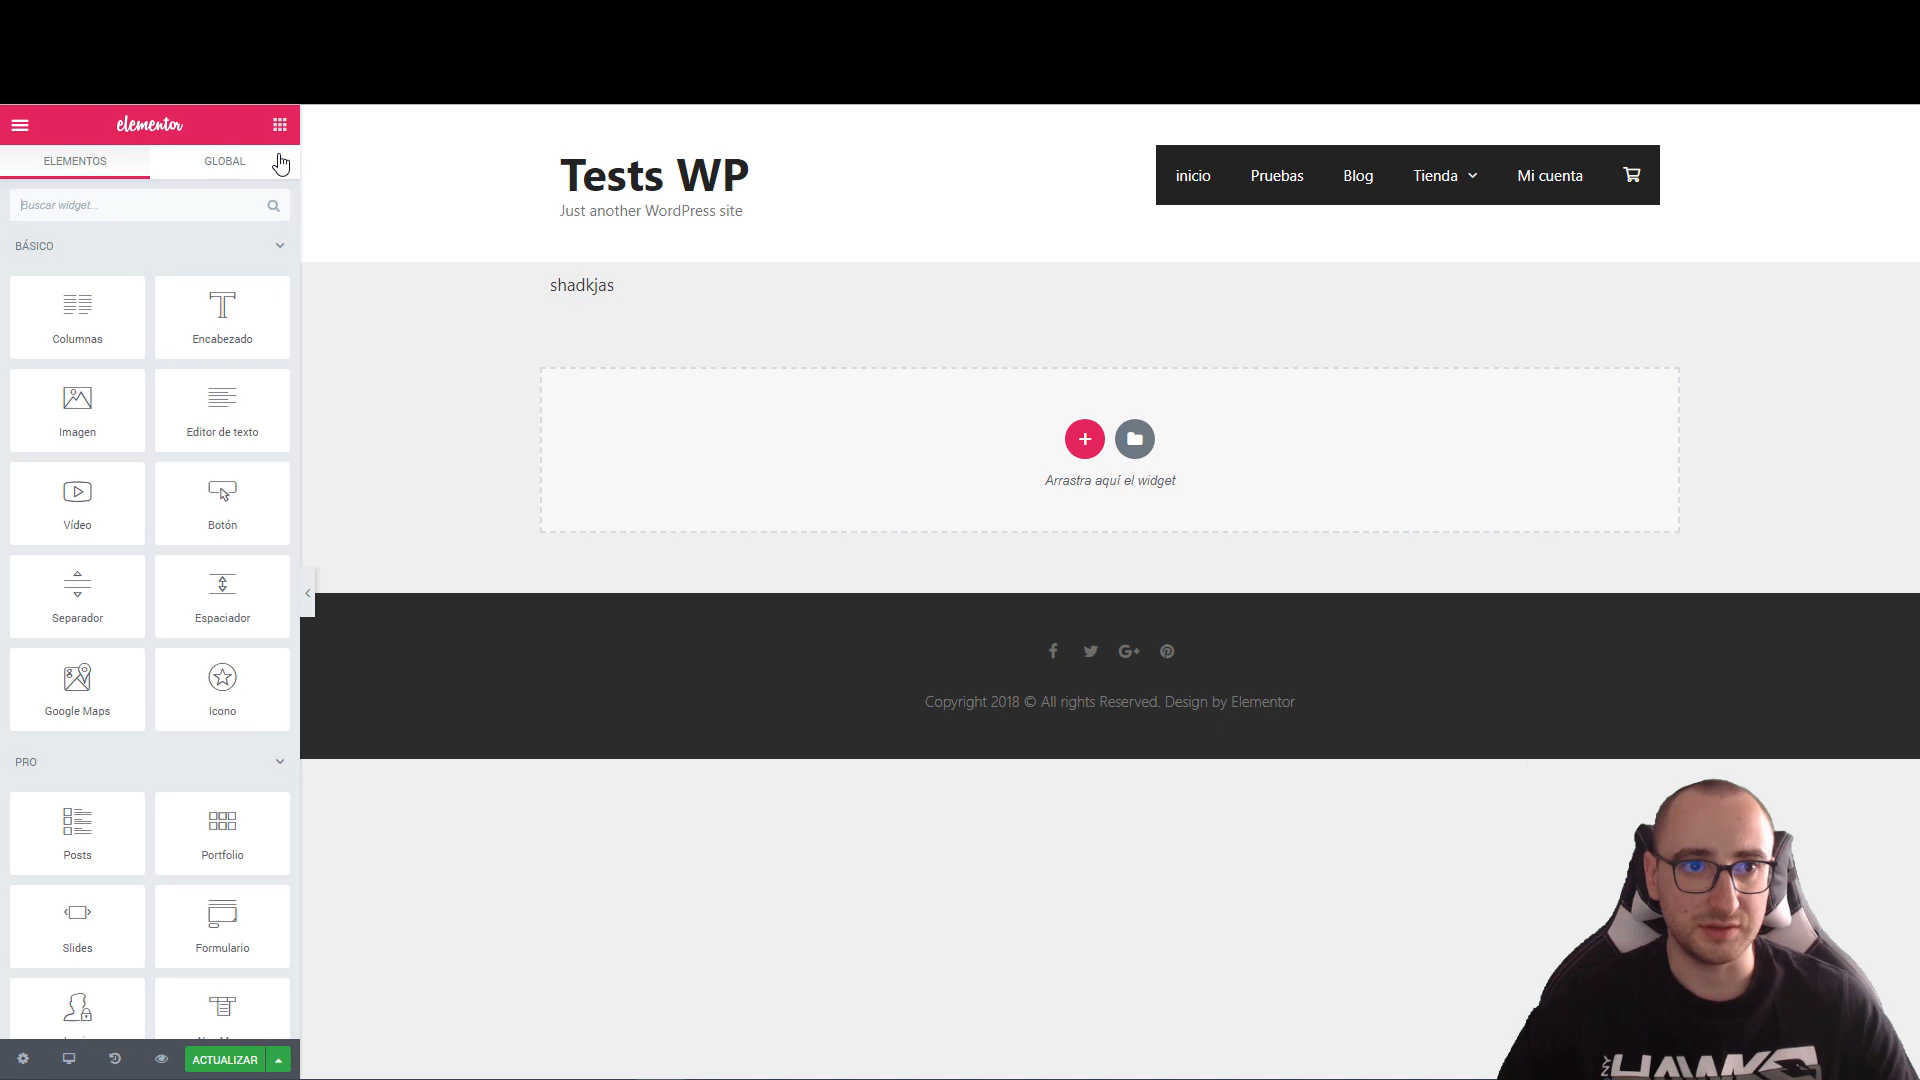 elementor
ELEMENTOS
GLOBAL
Buscar widget...
BÁSICO
Columnas
Encabezado
Imagen
Editor de texto
Vídeo
Botón
Separador
Espaciador
Google Maps
Icono
PRO
Posts
Portfolio
Slides
Formulario
ACTUALIZAR
Tests WP
Just another WordPress site
inicio
Pruebas
Blog
Tienda
Mi cuenta
shadkjas
Arrastra aquí el widget
Copyright 2018 © All rights Reserved. Design by Elementor
HAWKS